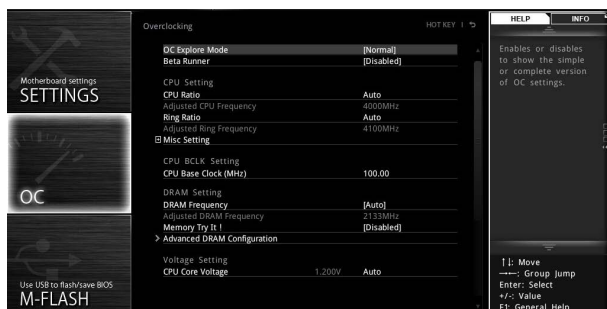 Motherboard settings
SETTINGS
OC
Use USB to flash/save BIOS
M-FLASH
Overclocking
HOT KEY |
OC Explore Mode [Normal]
Beta Runner [Disabled]
CPU Setting
CPU Ratio Auto
Adjusted CPU Frequency 4000MHz
Ring Ratio Auto
Adjusted Ring Frequency 4100MHz
Misc Setting
CPU BCLK Setting
CPU Base Clock (MHz) 100.00
DRAM Setting
DRAM Frequency [Auto]
Adjusted DRAM Frequency 2133MHz
Memory Try It ! [Disabled]
Advanced DRAM Configuration
Voltage Setting
CPU Core Voltage 1.200V Auto
HELP INFO
Enables or disables
to show the simple
or complete version
of OC settings.
↑↓: Move
→←: Group Jump
Enter: Select
+/-: Value
F1: General Help